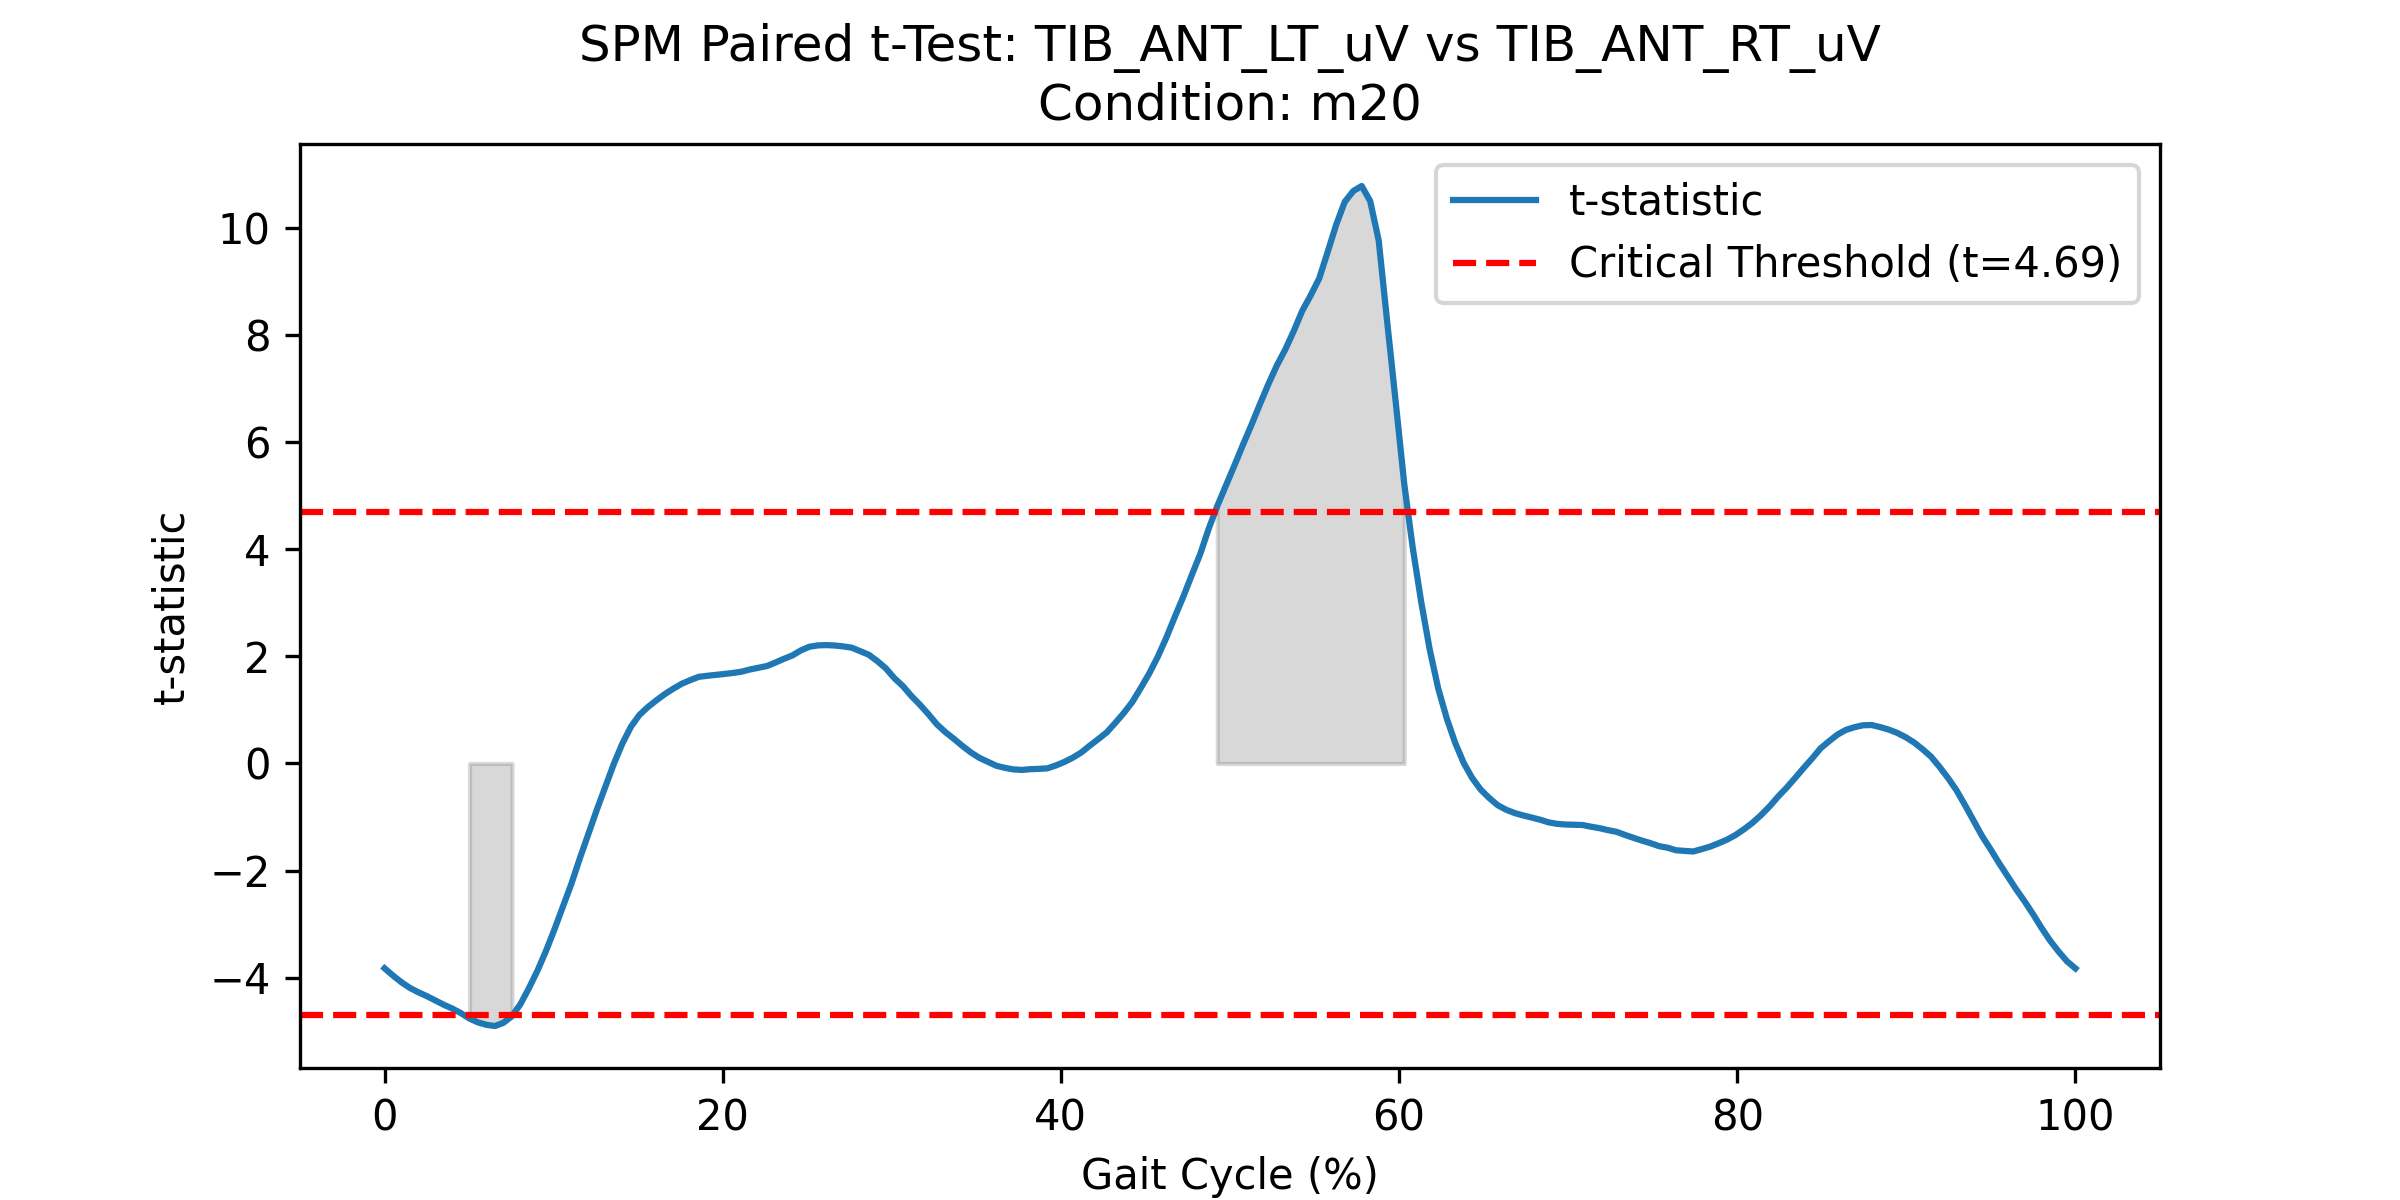 SPM Paired t-Test: TIB_ANT_LT_uV vs TIB_ANT_RT_uV
Condition: m20
t-statistic
Critical Threshold (t=4.69)
10
8
6
4
2
0
−2
−4
t-statistic
0 20 40 60 80 100
Gait Cycle (%)